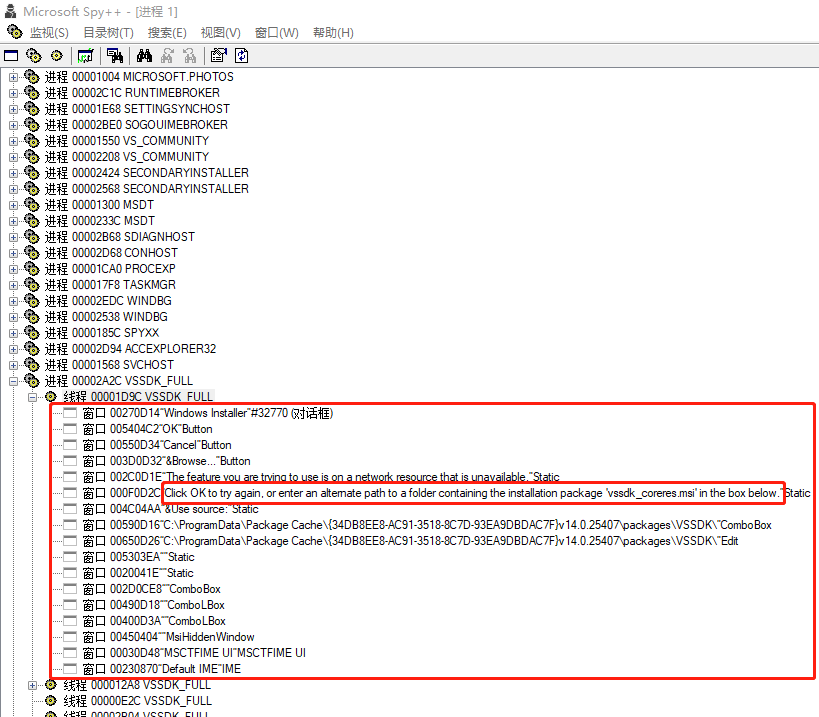 Microsoft Spy++ - [进程 1]
监视(S) 目录树(T) 搜索(E) 视图(V) 窗口(W) 帮助(H)
进程 00001004 MICROSOFT.PHOTOS
进程 00002C1C RUNTIMEBROKER
进程 00001E68 SETTINGSYNCHOST
进程 00002BE0 SOGOUIMEBROKER
进程 00001550 VS_COMMUNITY
进程 00002208 VS_COMMUNITY
进程 00002424 SECONDARYINSTALLER
进程 00002568 SECONDARYINSTALLER
进程 00001300 MSDT
进程 0000233C MSDT
进程 00002B68 SDIAGNHOST
进程 00002D68 CONHOST
进程 00001CA0 PROCEXP
进程 000017F8 TASKMGR
进程 00002EDC WINDBG
进程 00002538 WINDBG
进程 0000185C SPYXX
进程 00002D94 ACCEXPLORER32
进程 00001568 SVCHOST
进程 00002A2C VSSDK_FULL
线程 00001D9C VSSDK_FULL
窗口 00270D14"Windows Installer"#32770 (对话框)
窗口 005404C2"OK"Button
窗口 00550D34"Cancel"Button
窗口 003D0D32"&Browse..."Button
窗口 002C0D1E"The feature you are trying to use is on a network resource that is unavailable."Static
窗口 000F0D2C"Click OK to try again, or enter an alternate path to a folder containing the installation package 'vssdk_coreres.msi' in the box below."Static
窗口 004C04AA"&Use source:"Static
窗口 00590D16"C:\ProgramData\Package Cache\{34DB8EE8-AC91-3518-8C7D-93EA9DBDAC7F}v14.0.25407\packages\VSSDK\"ComboBox
窗口 00650D26"C:\ProgramData\Package Cache\{34DB8EE8-AC91-3518-8C7D-93EA9DBDAC7F}v14.0.25407\packages\VSSDK\"Edit
窗口 005303EA""Static
窗口 0020041E""Static
窗口 002D0CE8""ComboBox
窗口 00490D18""ComboLBox
窗口 00400D3A""ComboLBox
窗口 00450404""MsiHiddenWindow
窗口 00030D48"MSCTFIME UI"MSCTFIME UI
窗口 00230870"Default IME"IME
线程 000012A8 VSSDK_FULL
线程 00000E2C VSSDK_FULL
线程 00002B04 VSSDK_FULL